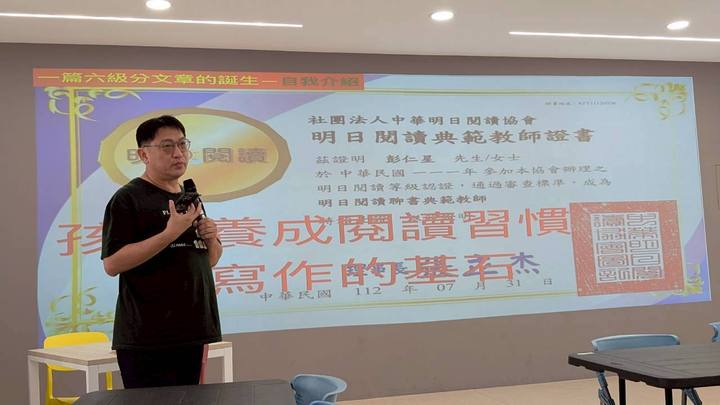 一篇六級分文章的誕生－自我介紹
社團法人中華明日閱讀協會
明日閱讀典範教師證書
茲證明 彭仁星 先生/女士
於 中華民國 一一一年 參加本協會辦理之
明日閱讀等級認證，通過審查標準，成為
明日閱讀聊書典範教師
孩 養成閱讀習慣
寫作的基石
中華民國 112 年 07 月 31 日